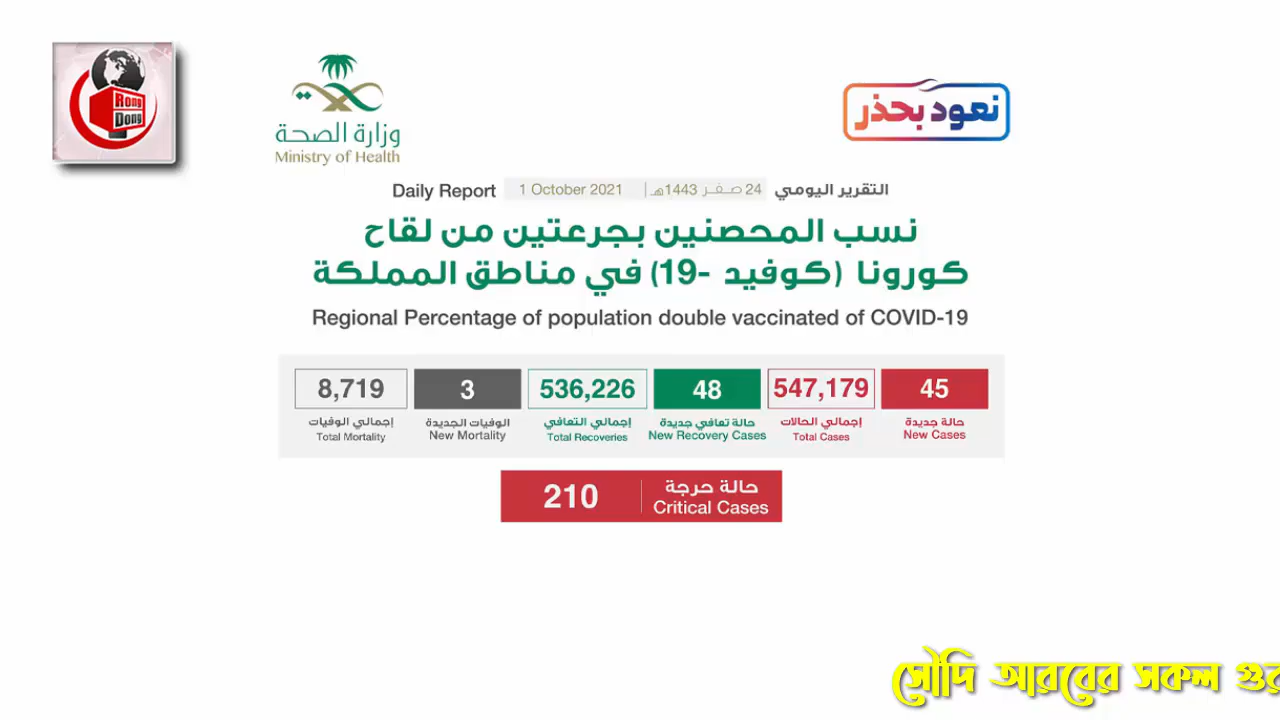 Rong
Dong
وزارة الصحة
Ministry of Health
نعود بحذر
Daily Report 1 October 2021 | 24 صفر 1443هـ التقرير اليومي
نسب المحصنين بجرعتين من لقاح
كورونا (كوفيد -19) في مناطق المملكة
Regional Percentage of population double vaccinated of COVID-19
8,719 3 536,226 48 547,179 45
إجمالي الوفيات الوفيات الجديدة إجمالي التعافي حالة تعافي جديدة إجمالي الحالات حالة جديدة
Total Mortality New Mortality Total Recoveries New Recovery Cases Total Cases New Cases
210 حالة حرجة
Critical Cases
সৌদি আরবের সকল